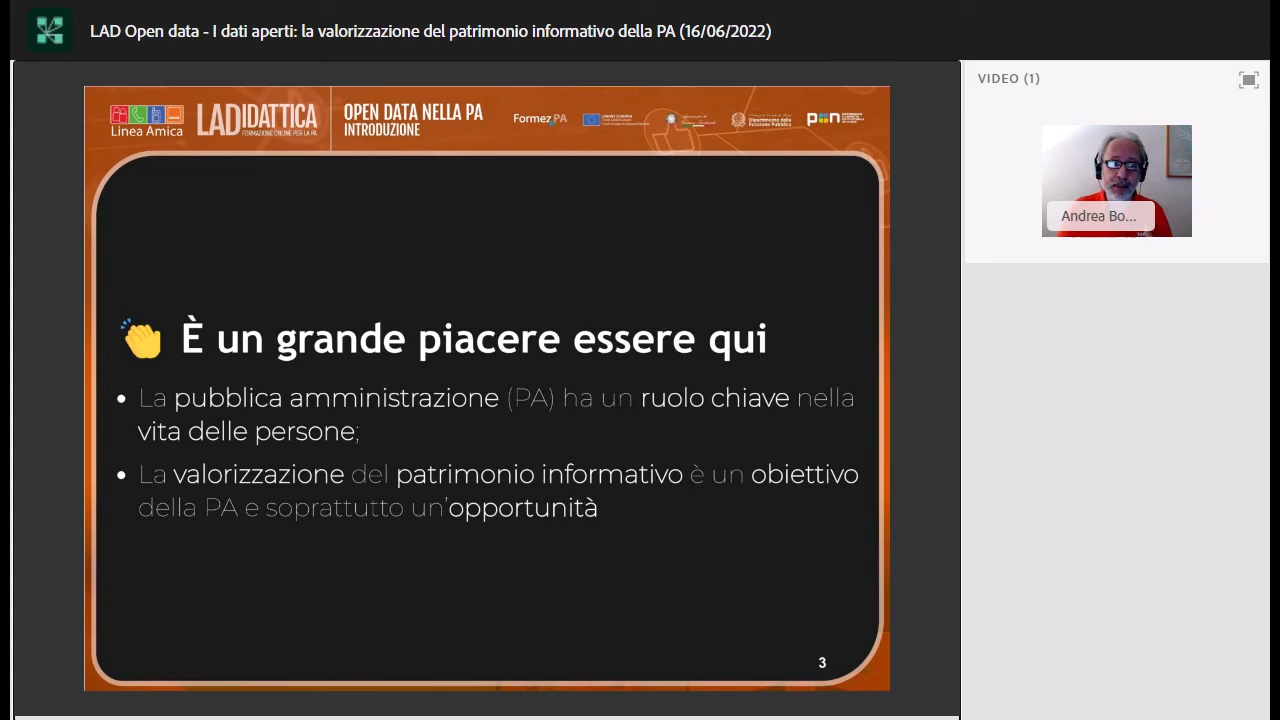 LAD Open data - I dati aperti: la valorizzazione del patrimonio informativo della PA (16/06/2022)
VIDEO (1)
Linea Amica
LADIDATTICA
FORMAZIONE ONLINE PER LA PA
OPEN DATA NELLA PA
INTRODUZIONE
FormezPA
UNIONE EUROPEA
Dipartimento della
Funzione Pubblica
pon
Andrea Bo...
È un grande piacere essere qui
• La pubblica amministrazione (PA) ha un ruolo chiave nella
vita delle persone;
• La valorizzazione del patrimonio informativo è un obiettivo
della PA e soprattutto un'opportunità
3